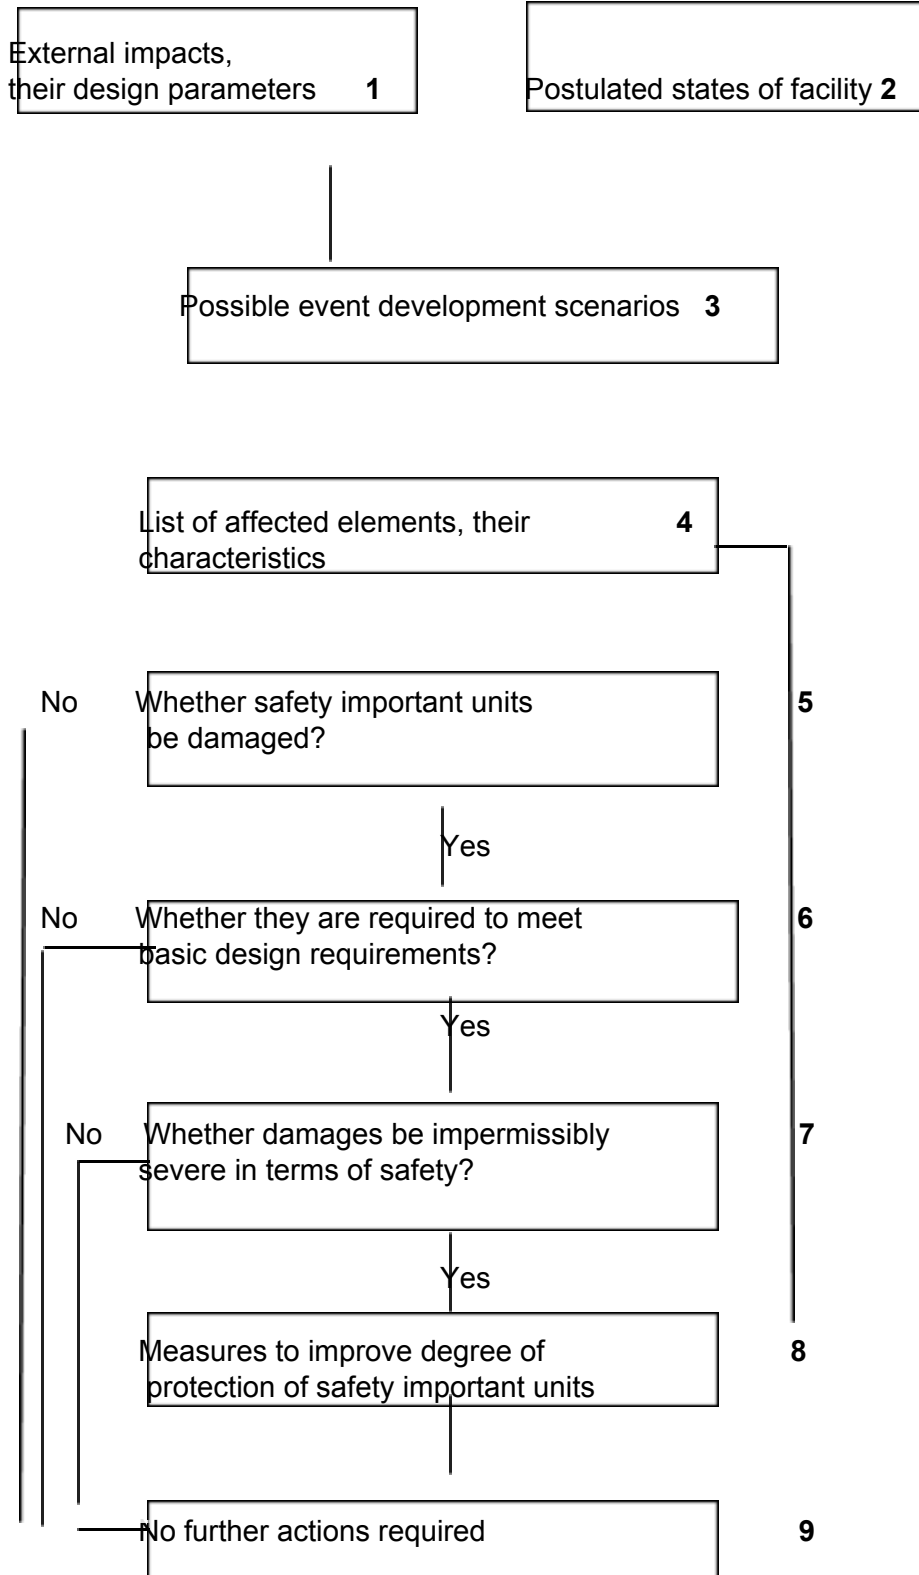 External impacts,
their design parameters 1
Postulated states of facility 2
Possible event development scenarios 3
List of affected elements, their 4
characteristics
No Whether safety important units 5
be damaged?
Yes
No Whether they are required to meet 6
basic design requirements?
Yes
No Whether damages be impermissibly 7
severe in terms of safety?
Yes
Measures to improve degree of 8
protection of safety important units
No further actions required 9